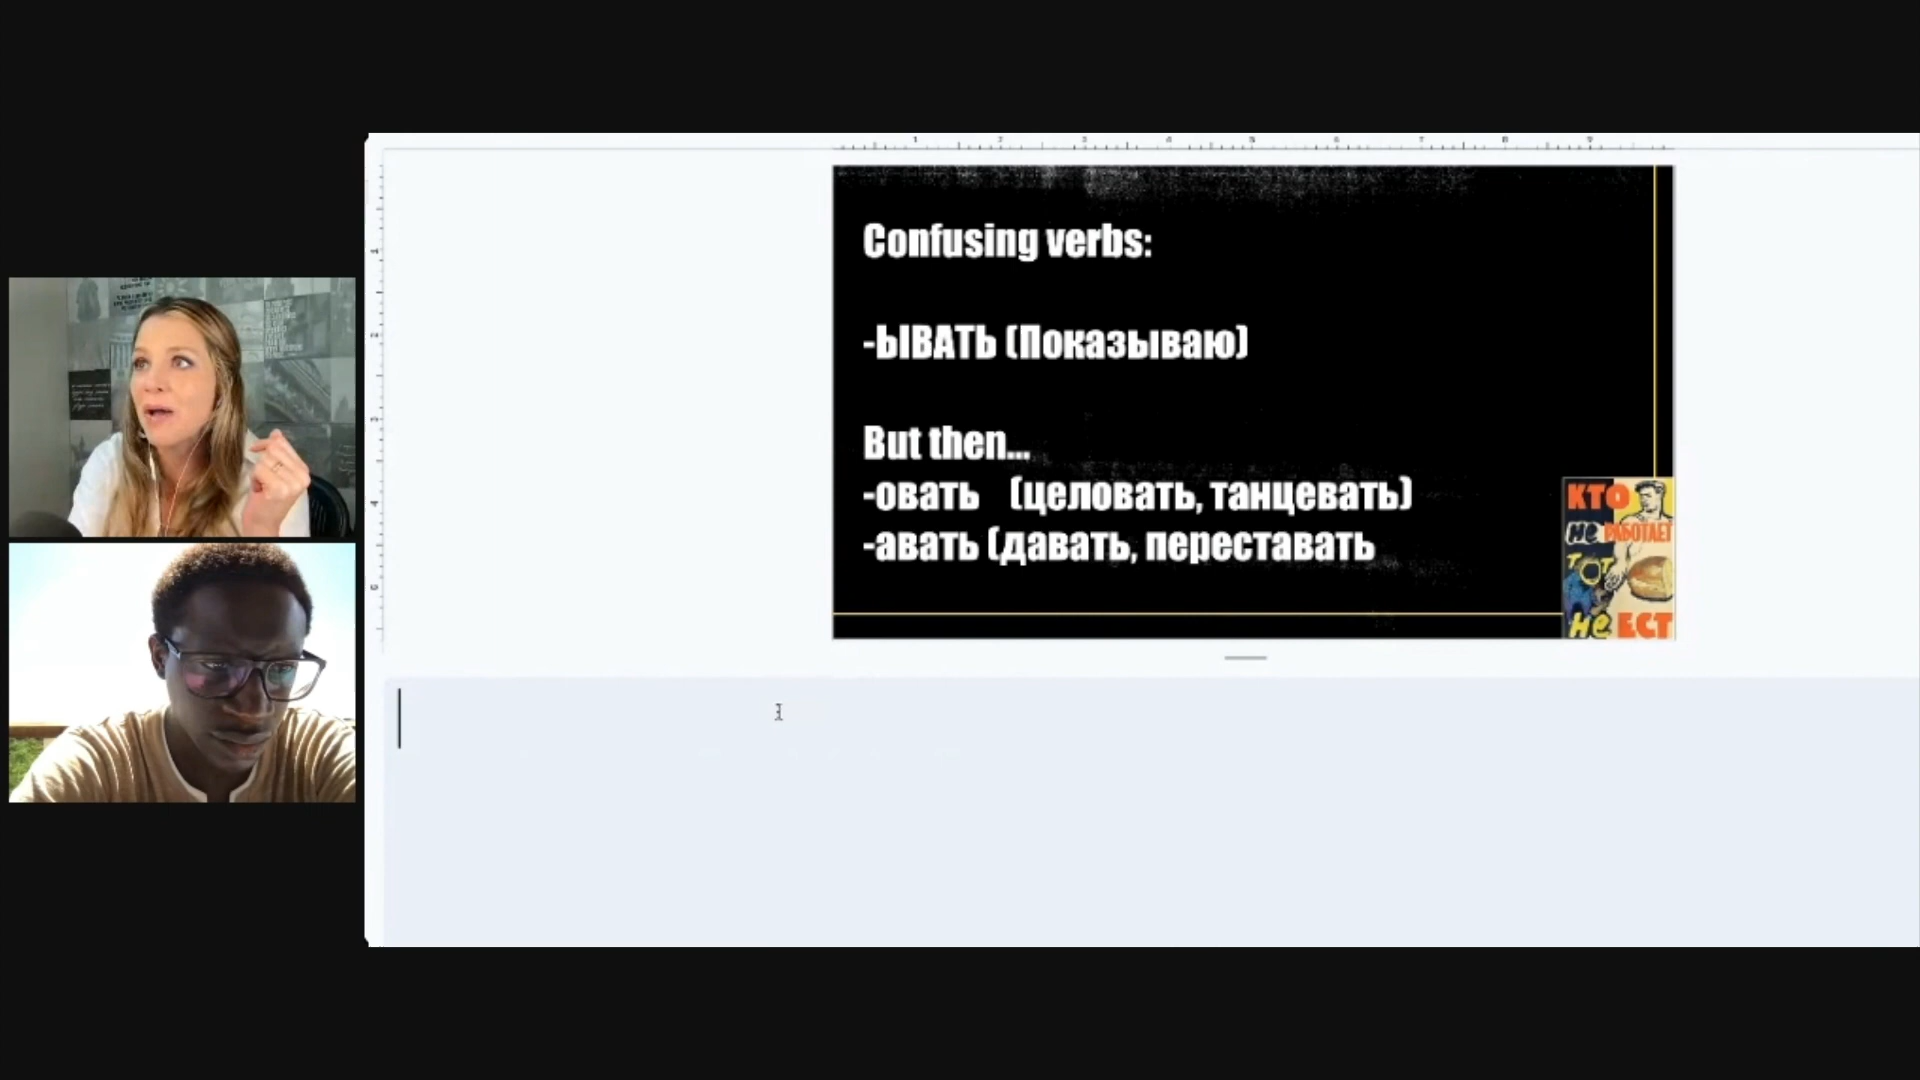 Confusing verbs:
-ЫВАТЬ (Показываю)
But then...
-овать (целовать, танцевать)
-авать (давать, переставать
КТО
НЕ РАБОТАЕТ
ТОТ
НЕ ЕСТ